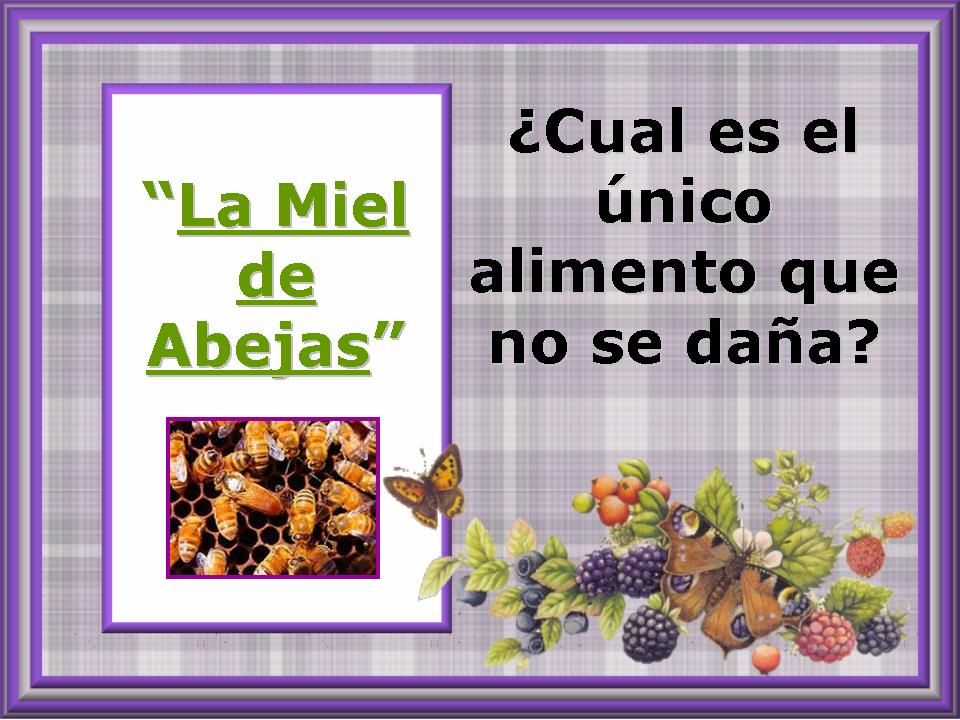 “La Miel
de
Abejas”
¿Cual es el
único
alimento que
no se daña?